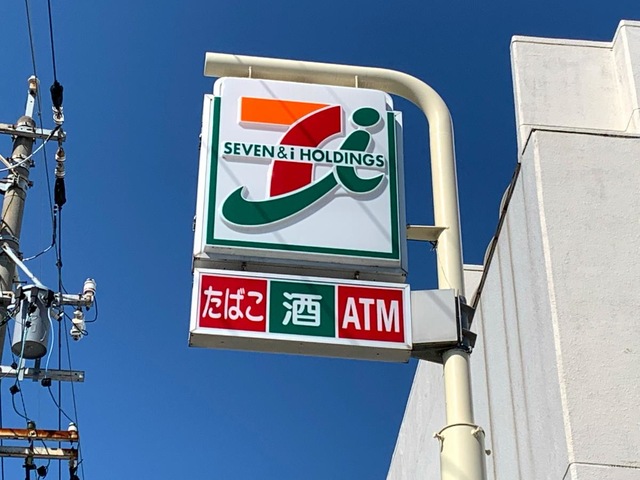 SEVEN & i HOLDINGS
たばこ 酒 ATM